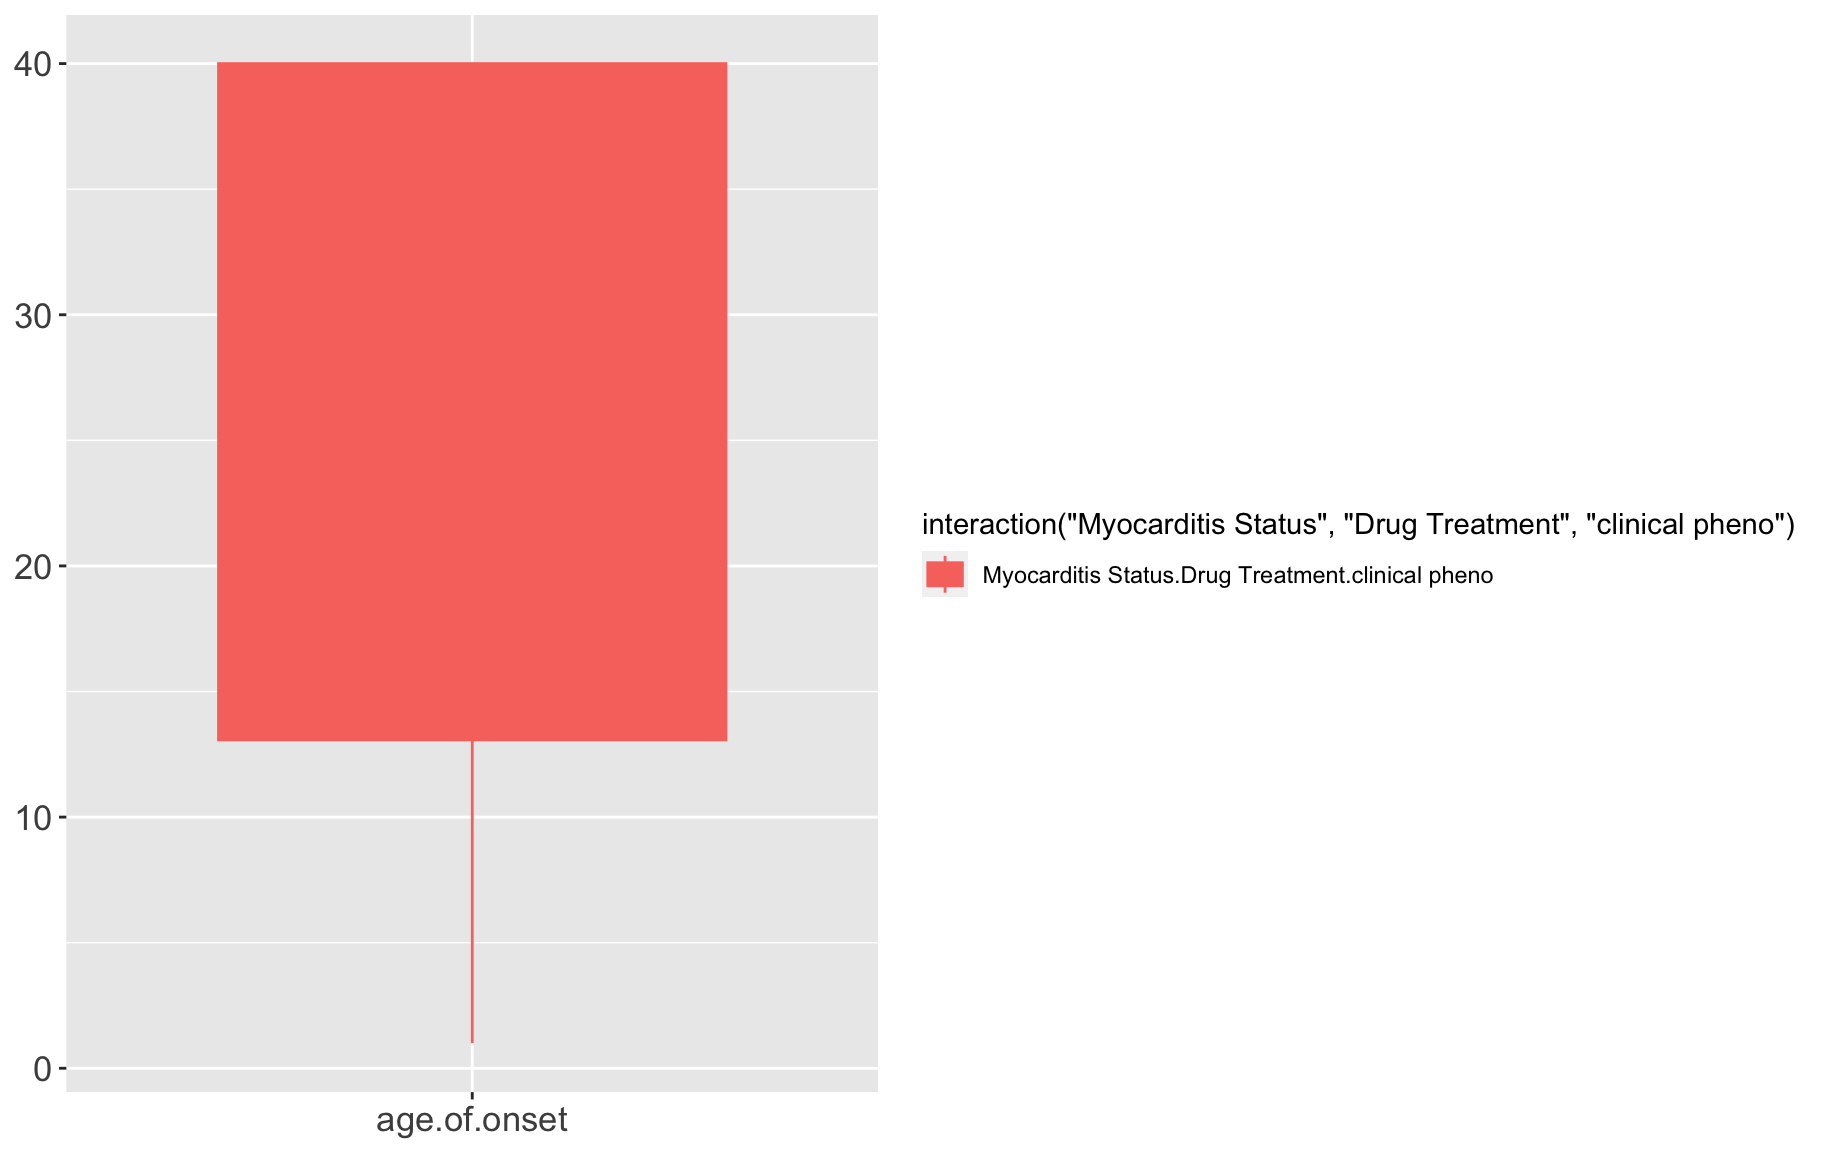 40
30
20
10
0
age.of.onset
interaction("Myocarditis Status", "Drug Treatment", "clinical pheno")
Myocarditis Status.Drug Treatment.clinical pheno